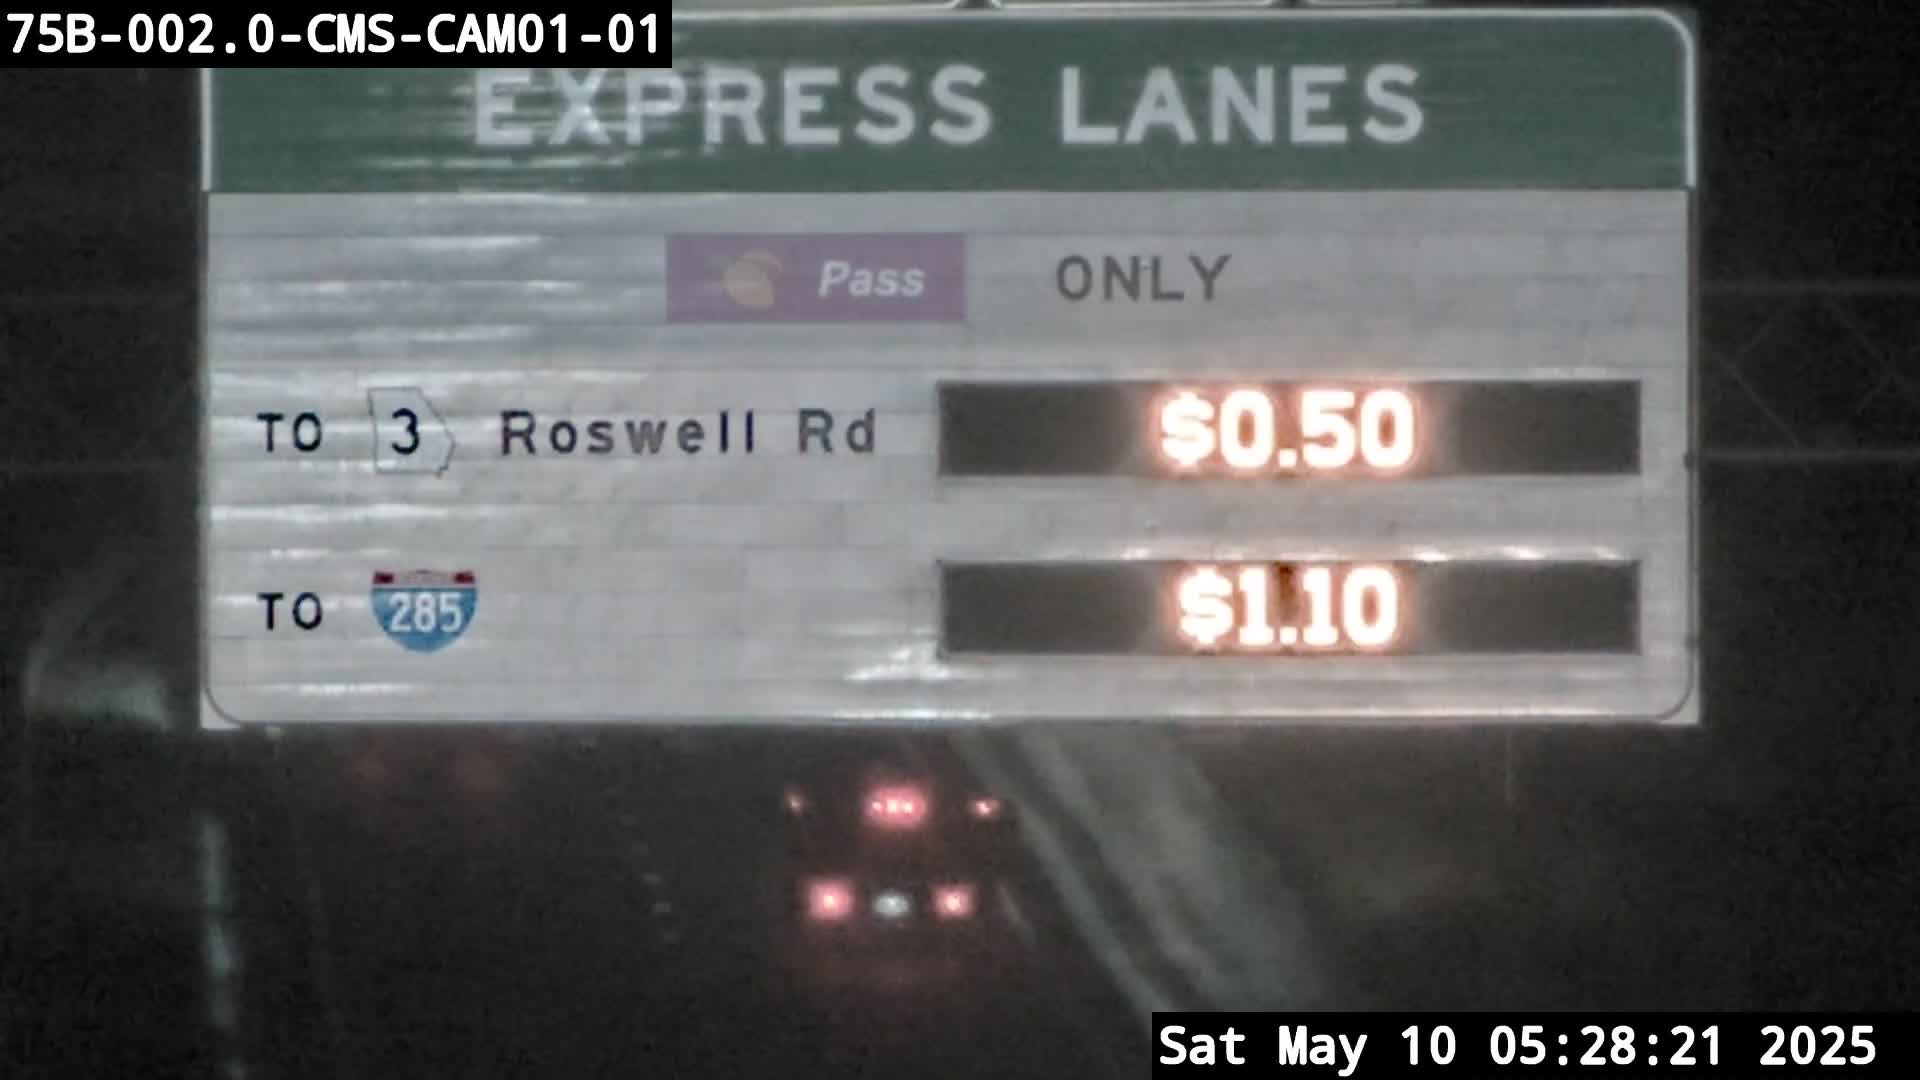 75B-002.0-CMS-CAM01-01
EXPRESS LANES
Pass ONLY
TO 3 Roswell Rd $0.50
TO 285 $1.10
Sat May 10 05:28:21 2025